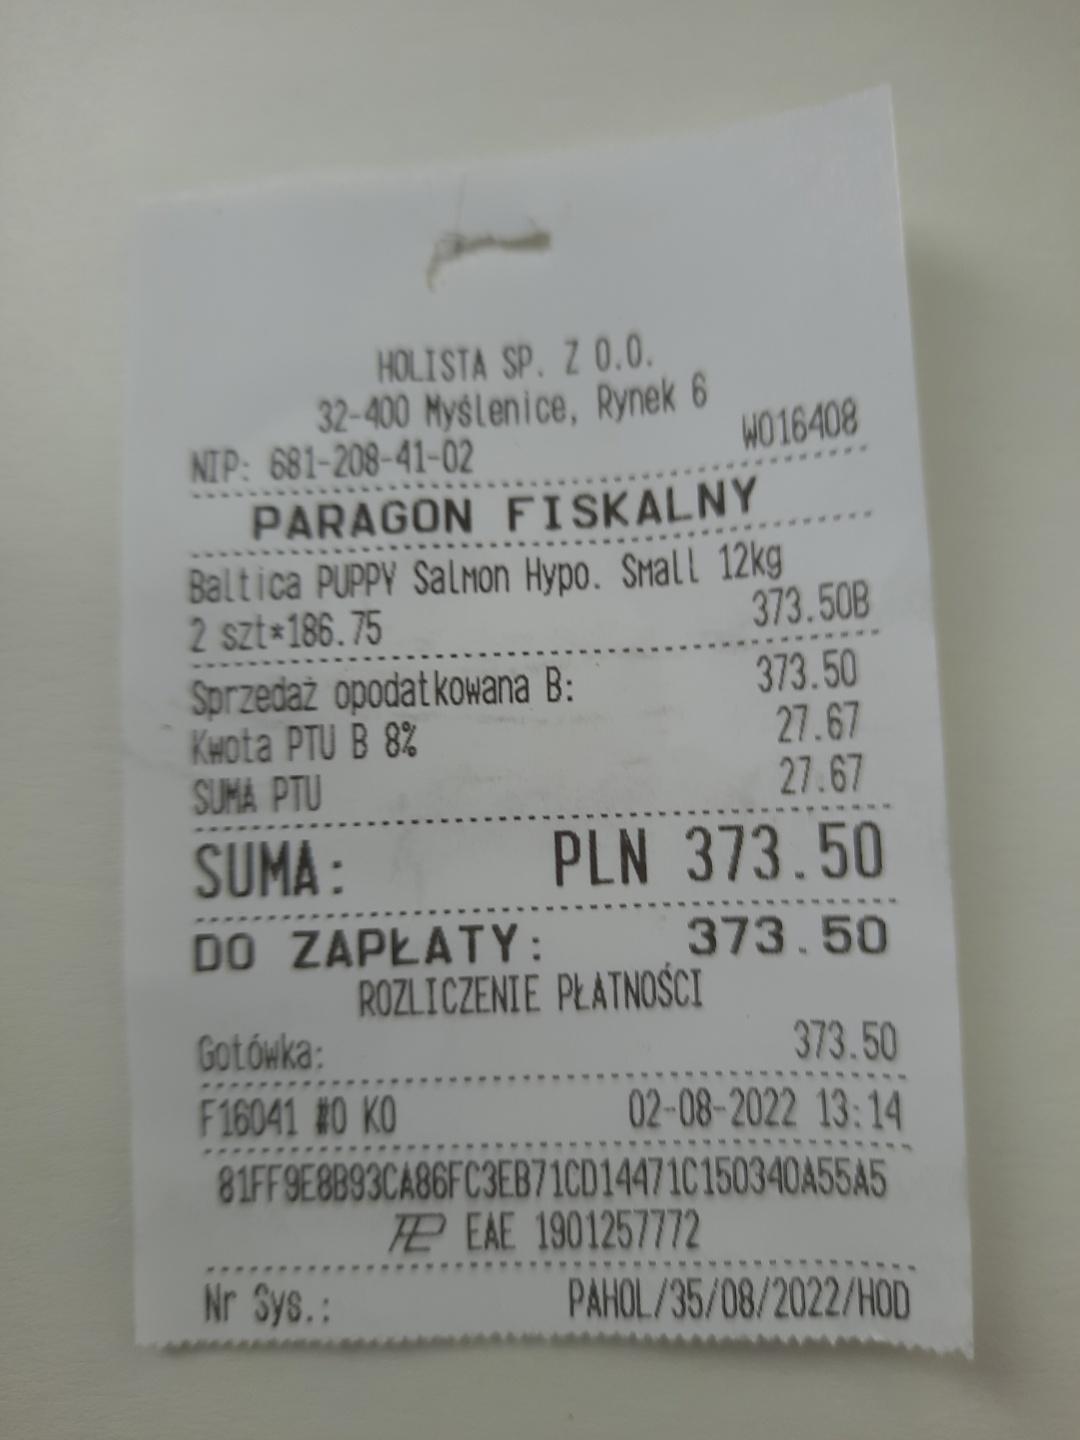 HOLISTA SP. Z O.O.
32-400 Myślenice, Rynek 6
NIP: 681-208-41-02 W016408
PARAGON FISKALNY
Baltica PUPPY Salmon Hypo. Small 12kg
2 szt*186.75 373.50B
Sprzedaż opodatkowana B: 373.50
Kwota PTU B 8% 27.67
SUMA PTU 27.67
SUMA: PLN 373.50
DO ZAPŁATY: 373.50
ROZLICZENIE PŁATNOŚCI
Gotówka: 373.50
F16041 #0 K0 02-08-2022 13:14
81FF9E8B93CA86FC3EB71CD14471C150340A55A5
EAE 1901257772
Nr Sys.: PAHOL/35/08/2022/HOD